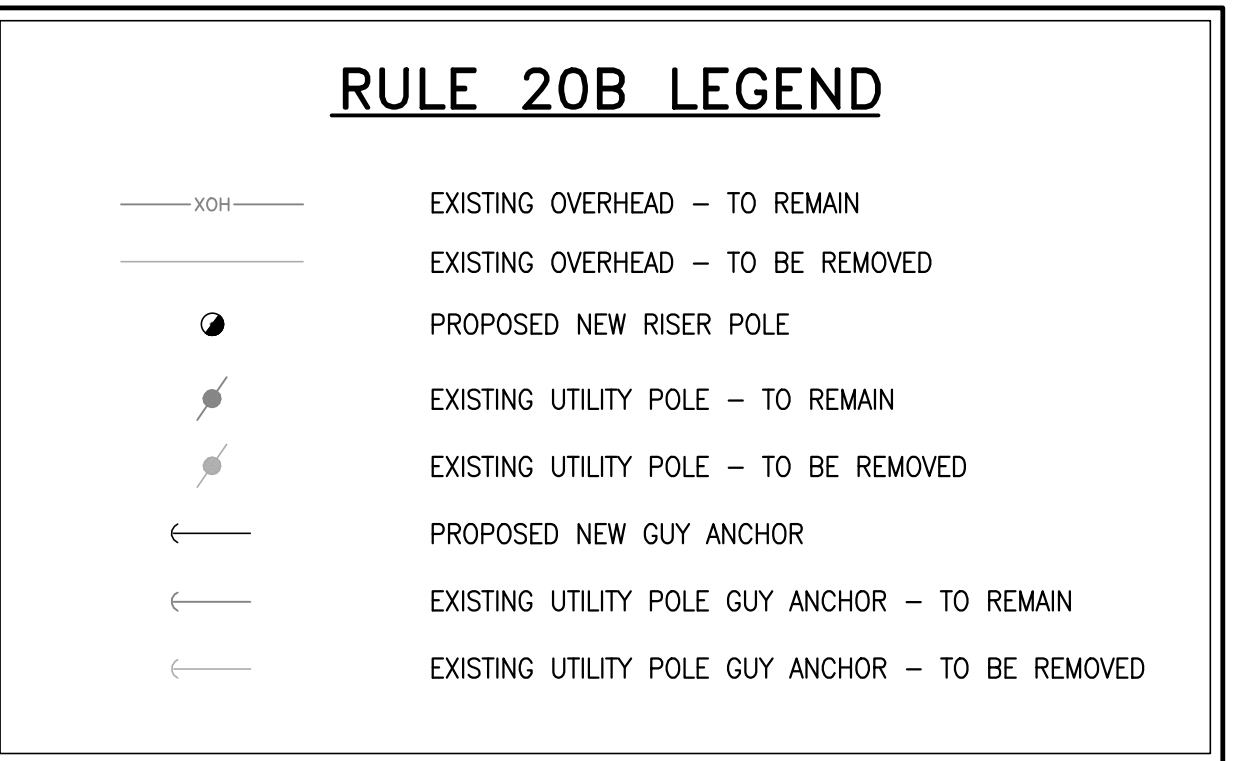 RULE 20B LEGEND
XOH EXISTING OVERHEAD – TO REMAIN
EXISTING OVERHEAD – TO BE REMOVED
PROPOSED NEW RISER POLE
EXISTING UTILITY POLE – TO REMAIN
EXISTING UTILITY POLE – TO BE REMOVED
PROPOSED NEW GUY ANCHOR
EXISTING UTILITY POLE GUY ANCHOR – TO REMAIN
EXISTING UTILITY POLE GUY ANCHOR – TO BE REMOVED